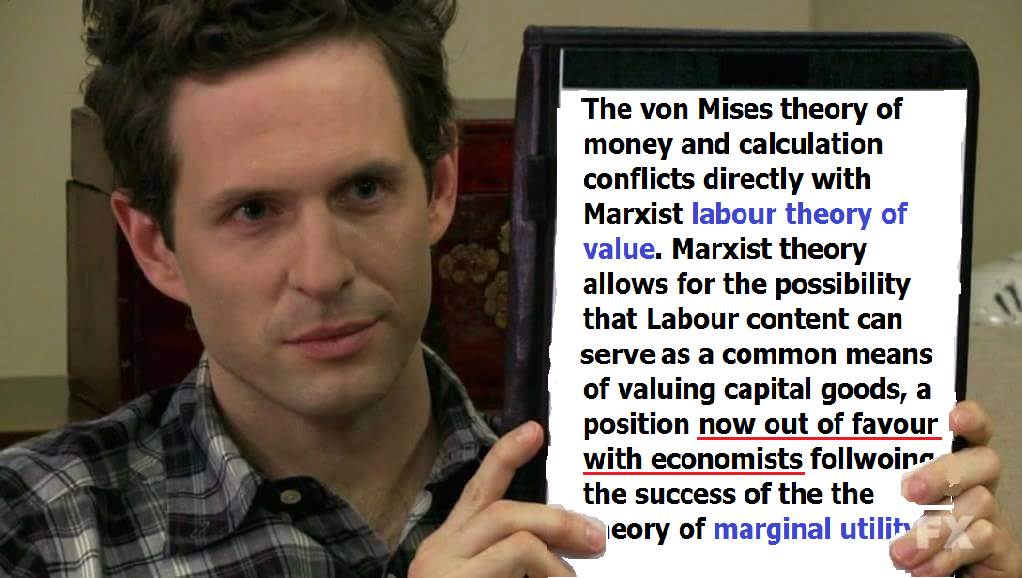 The von Mises theory of
money and calculation
conflicts directly with
Marxist labour theory of
value. Marxist theory
allows for the possibility
that Labour content can
serve as a common means
of valuing capital goods, a
position now out of favour
with economists follwoing
the success of the the
heory of marginal utility
FX